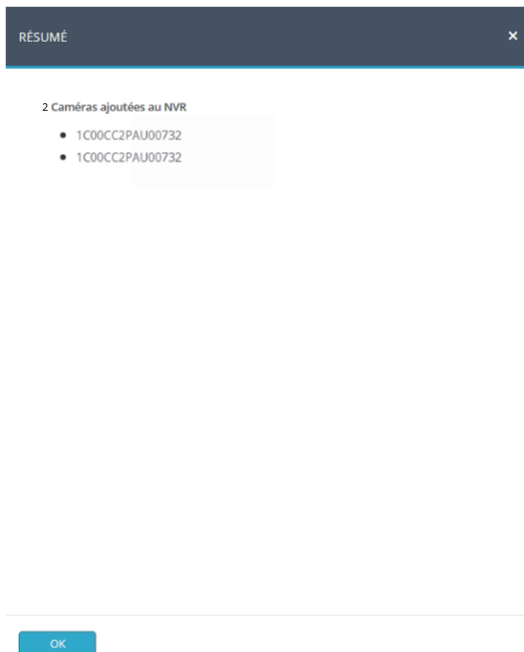 RÉSUMÉ ×
2 Caméras ajoutées au NVR
• 1C00CC2PAU00732
• 1C00CC2PAU00732
OK